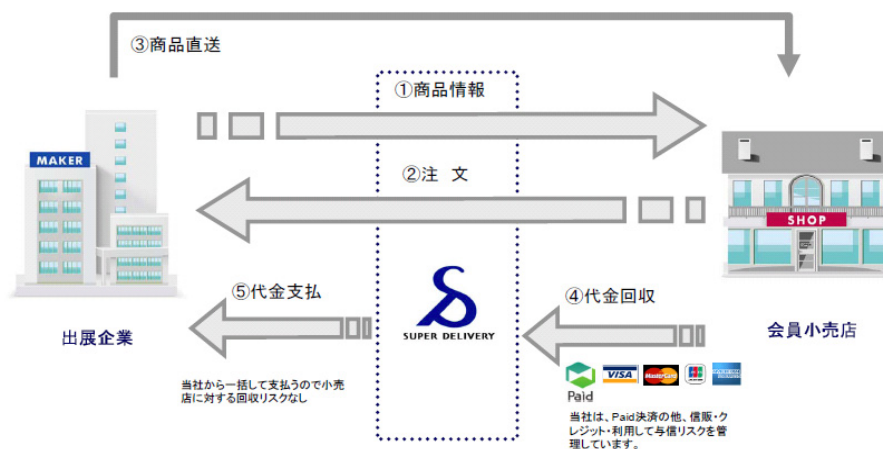 ③商品直送
①商品情報
MAKER
②注 文
SHOP
⑤代金支払
④代金回収
SUPER DELIVERY
出展企業
会員小売店
Paid
VISA
MasterCard
JCB
当社から一括して支払うので小売
店に対する回収リスクなし
当社は、Paid決済の他、信販・ク
レジット・利用して与信リスクを管
理しています。